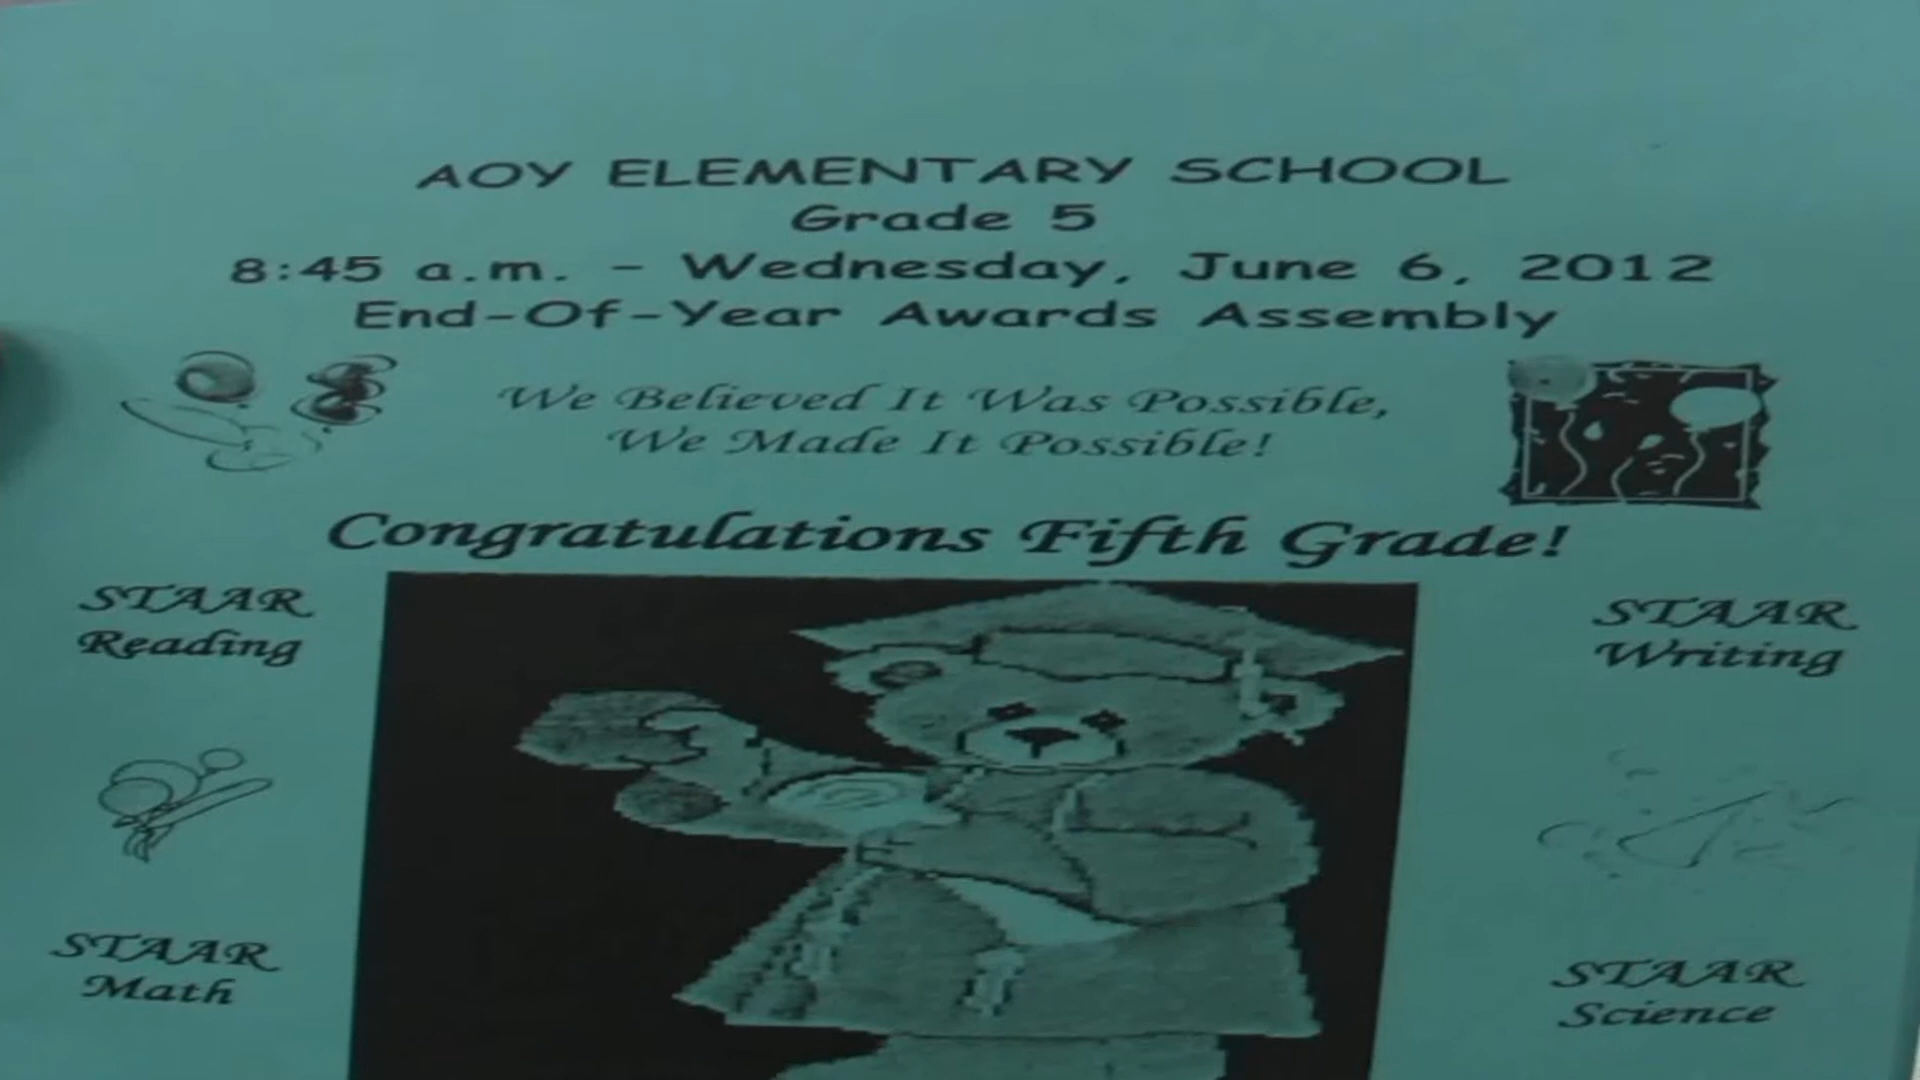 AOY ELEMENTARY SCHOOL
Grade 5
8:45 a.m. - Wednesday, June 6, 2012
End-Of-Year Awards Assembly
We Believed It Was Possible,
We Made It Possible!
Congratulations Fifth Grade!
STAAR
Reading
STAAR
Writing
STAAR
Math
STAAR
Science